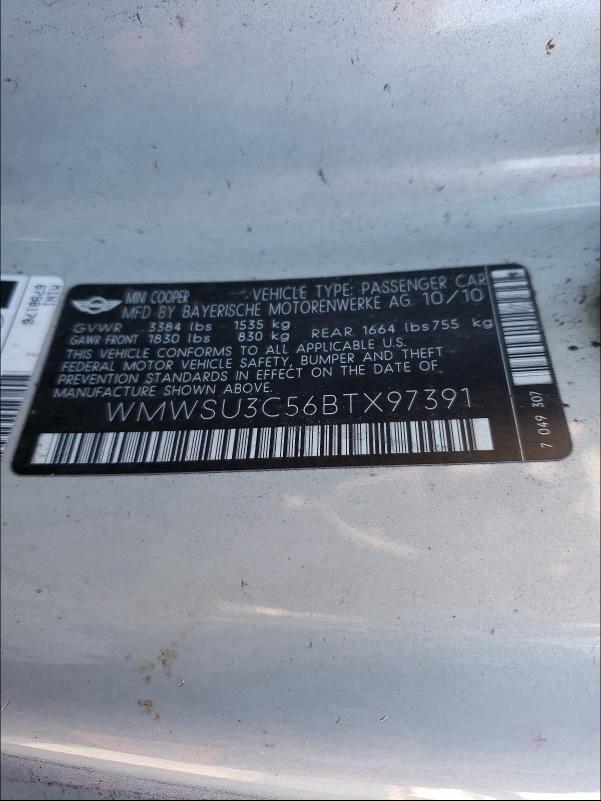 MINI
6798176
MINI COOPER VEHICLE TYPE: PASSENGER CAR
MFD BY BAYERISCHE MOTORENWERKE AG 10/10
GVWR 3384 lbs 1535 kg
GAWR FRONT 1830 lbs 830 kg REAR 1664 lbs755 kg
THIS VEHICLE CONFORMS TO ALL APPLICABLE U.S.
FEDERAL MOTOR VEHICLE SAFETY, BUMPER AND THEFT
PREVENTION STANDARDS IN EFFECT ON THE DATE OF
MANUFACTURE SHOWN ABOVE.
WMWSU3C56BTX97391
7 049 307